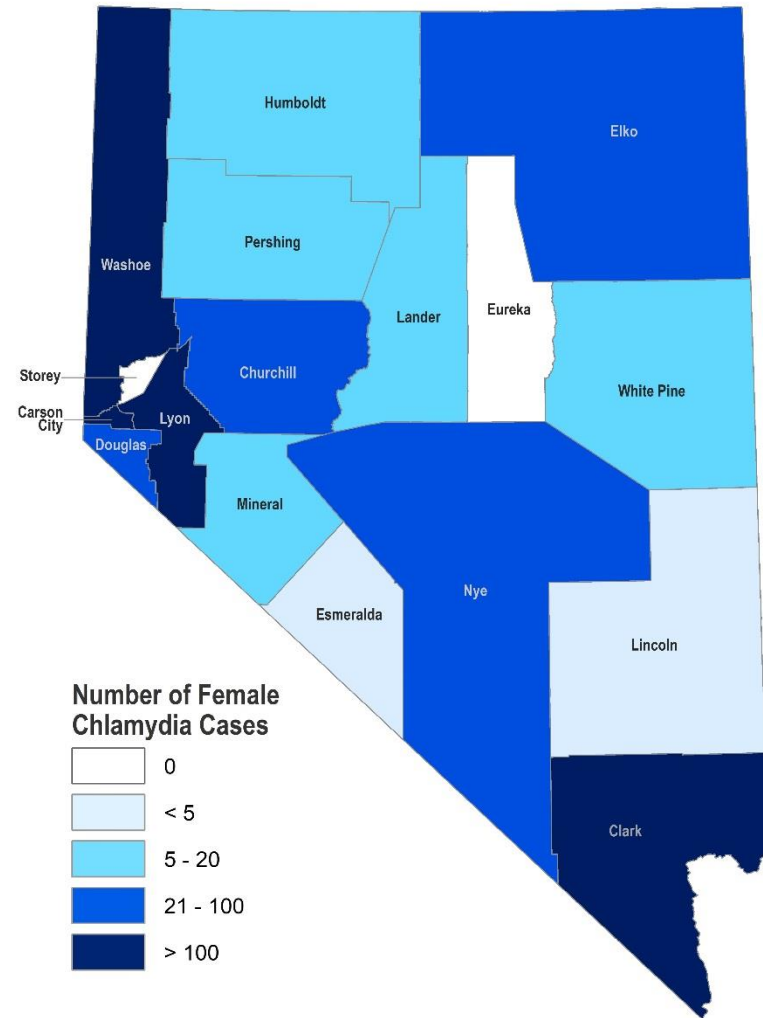 Humboldt
Elko
Pershing
Washoe
Lander
Eureka
Churchill
Storey
White Pine
Carson
City
Lyon
Douglas
Mineral
Nye
Esmeralda
Lincoln
Number of Female
Chlamydia Cases
0
< 5
5 - 20
21 - 100
> 100
Clark